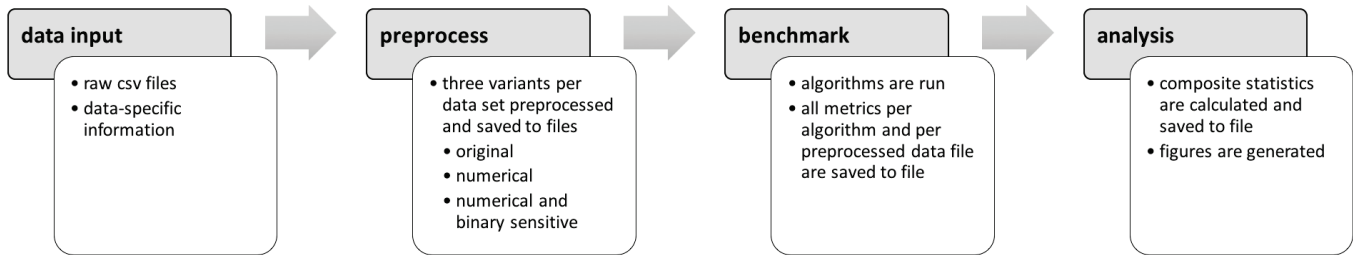 data input
• raw csv files
• data-specific
information
preprocess
• three variants per
data set preprocessed
and saved to files
• original
• numerical
• numerical and
binary sensitive
benchmark
• algorithms are run
• all metrics per
algorithm and per
preprocessed data file
are saved to file
analysis
• composite statistics
are calculated and
saved to file
• figures are generated